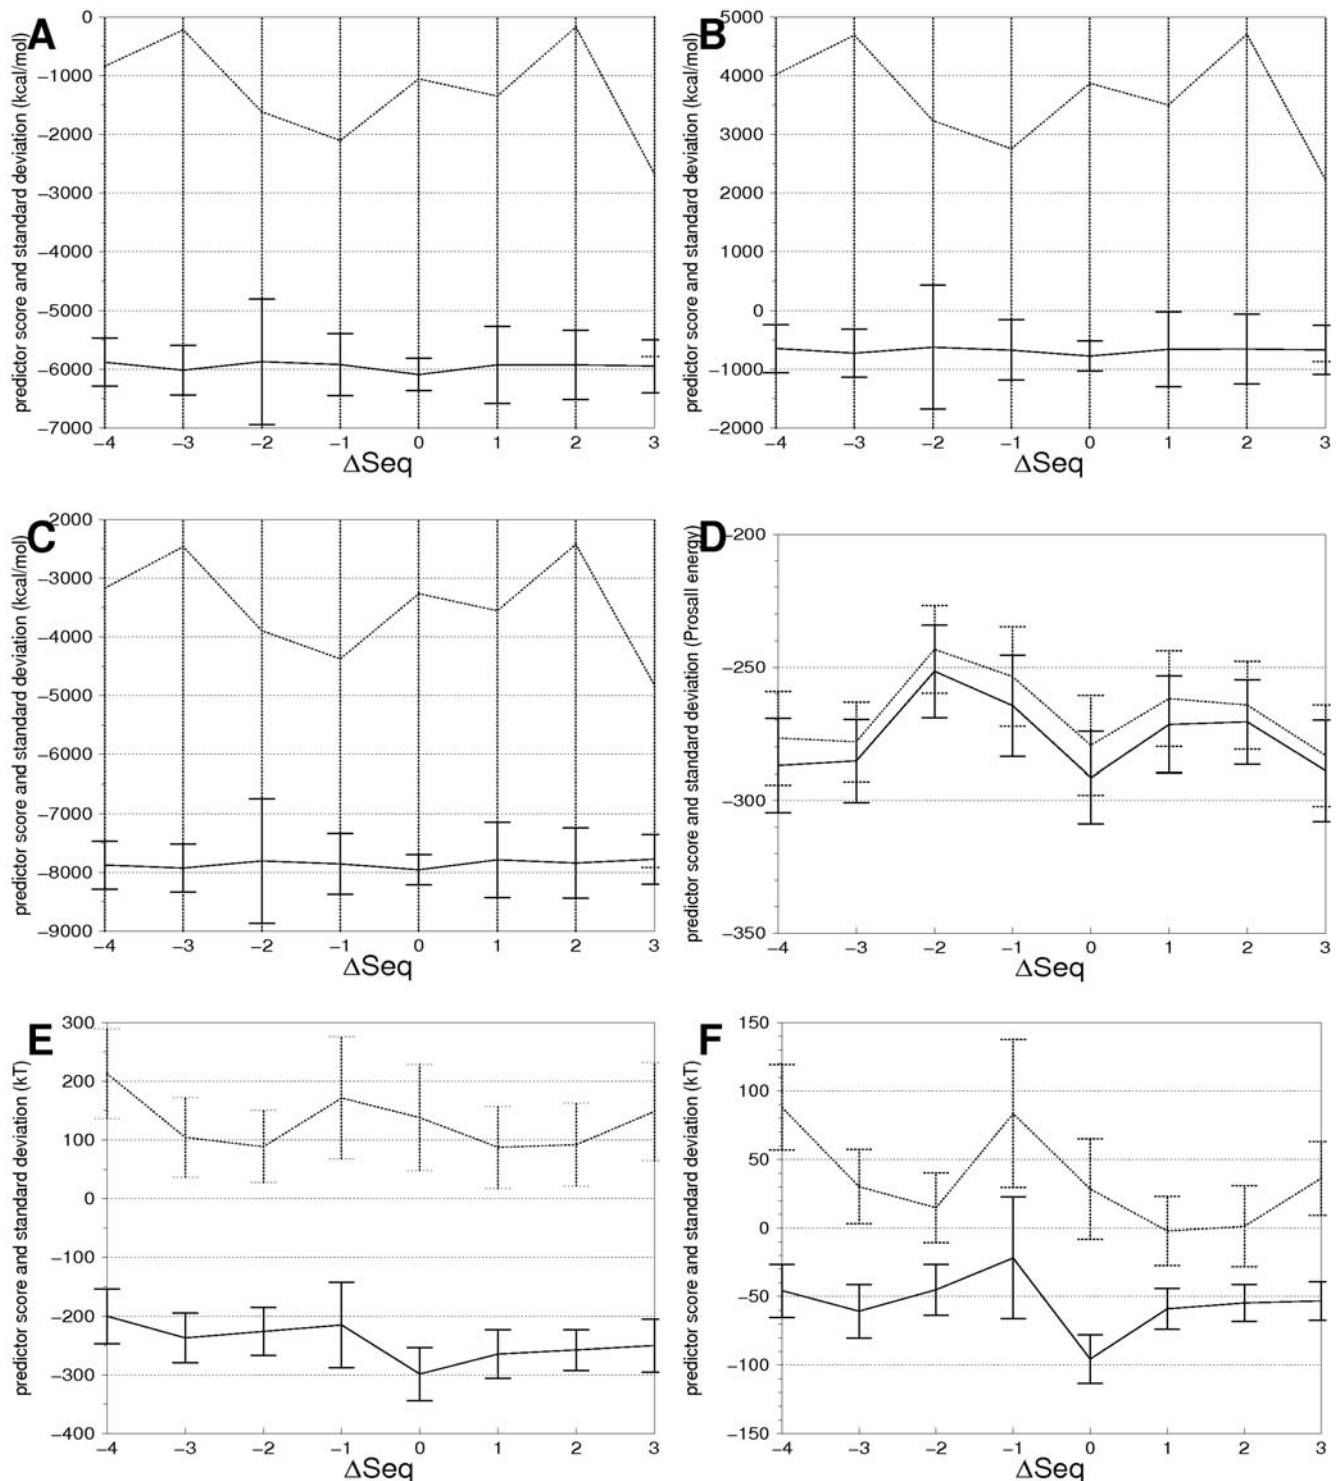 A
predictor score and standard deviation (kcal/mol)
0
−1000
−2000
−3000
−4000
−5000
−6000
−7000
−4 −3 −2 −1 0 1 2 3
ΔSeq
B
predictor score and standard deviation (kcal/mol)
5000
4000
3000
2000
1000
0
−1000
−2000
−4 −3 −2 −1 0 1 2 3
ΔSeq
C
predictor score and standard deviation (kcal/mol)
−2000
−3000
−4000
−5000
−6000
−7000
−8000
−9000
−4 −3 −2 −1 0 1 2 3
ΔSeq
D
predictor score and standard deviation (Prosall energy)
−200
−250
−300
−350
−4 −3 −2 −1 0 1 2 3
ΔSeq
E
predictor score and standard deviation (kT)
300
200
100
0
−100
−200
−300
−400
−4 −3 −2 −1 0 1 2 3
ΔSeq
F
predictor score and standard deviation (kT)
150
100
50
0
−50
−100
−150
−4 −3 −2 −1 0 1 2 3
ΔSeq